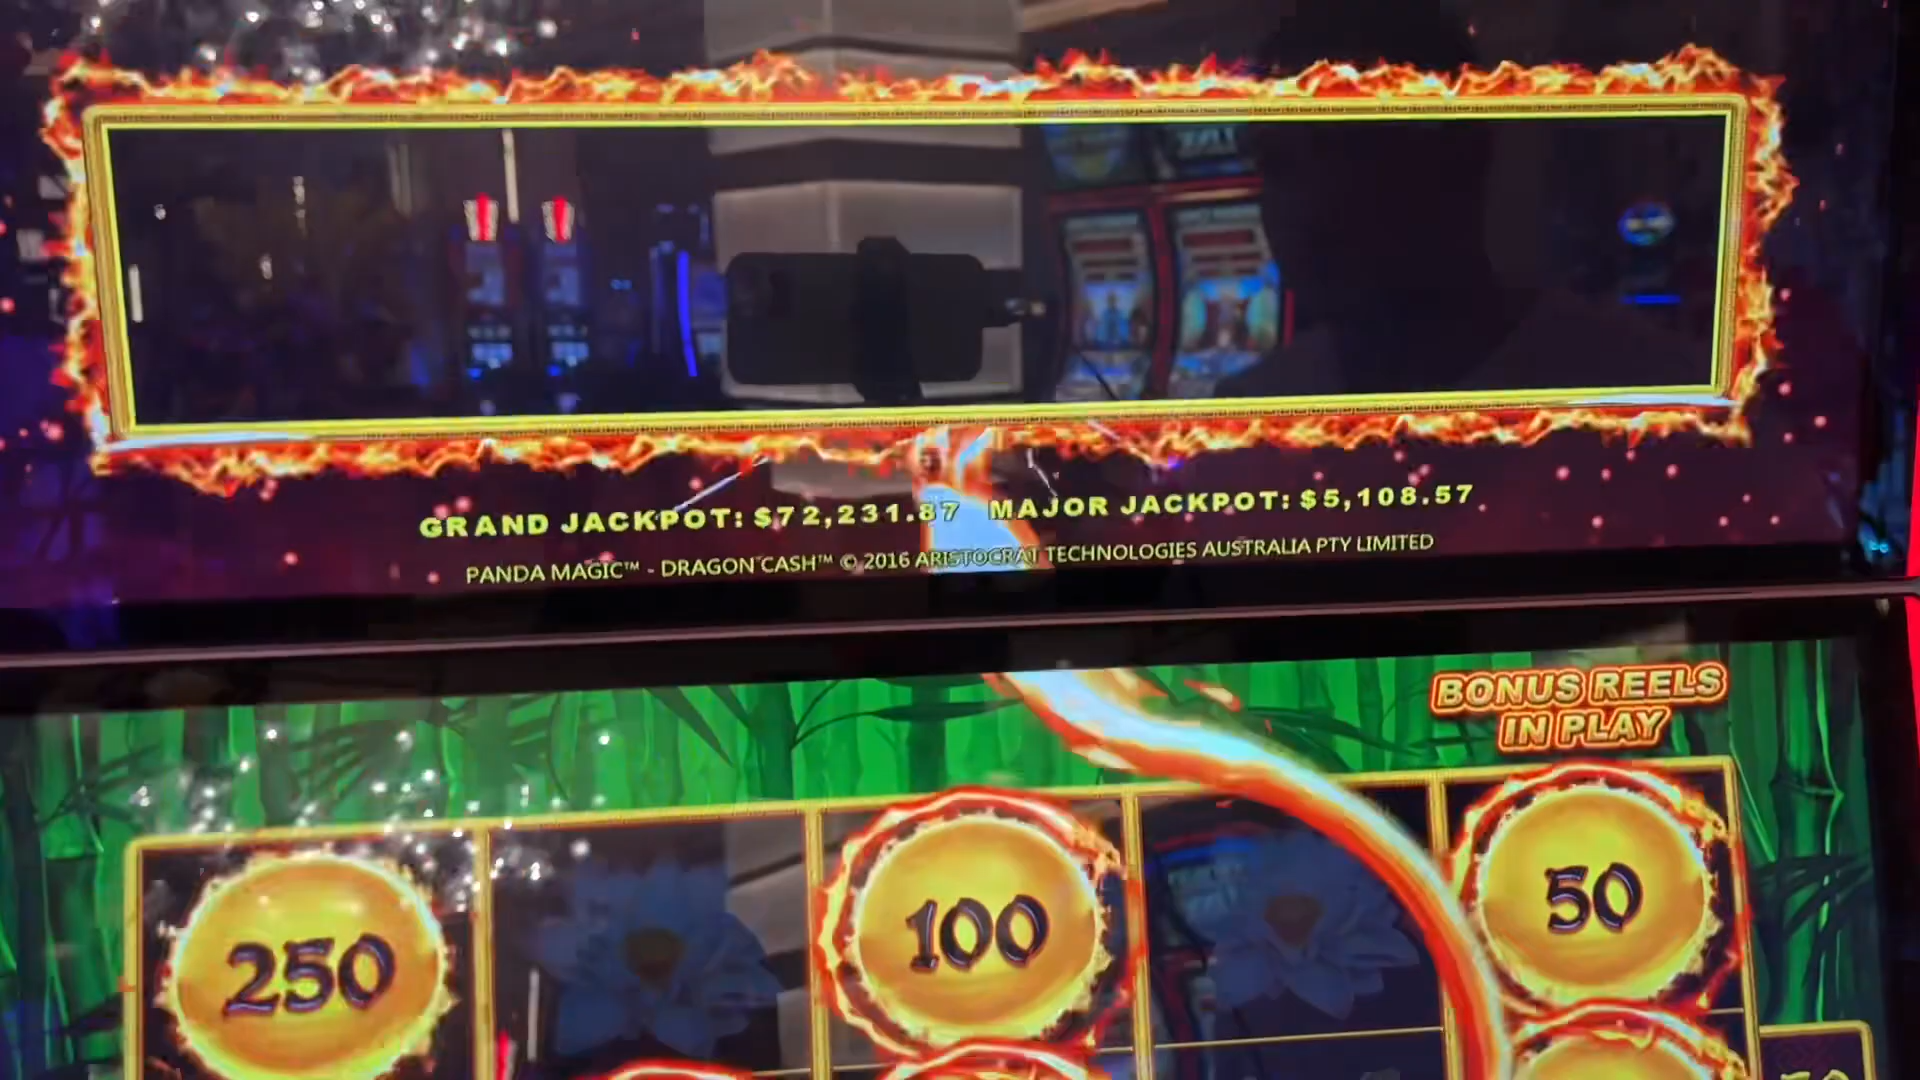 GRAND JACKPOT: $72,231.87 MAJOR JACKPOT: $5,108.57
PANDA MAGIC™ - DRAGON CASH™ © 2016 ARISTOCRAT TECHNOLOGIES AUSTRALIA PTY LIMITED
BONUS REELS
IN PLAY
250
100
50